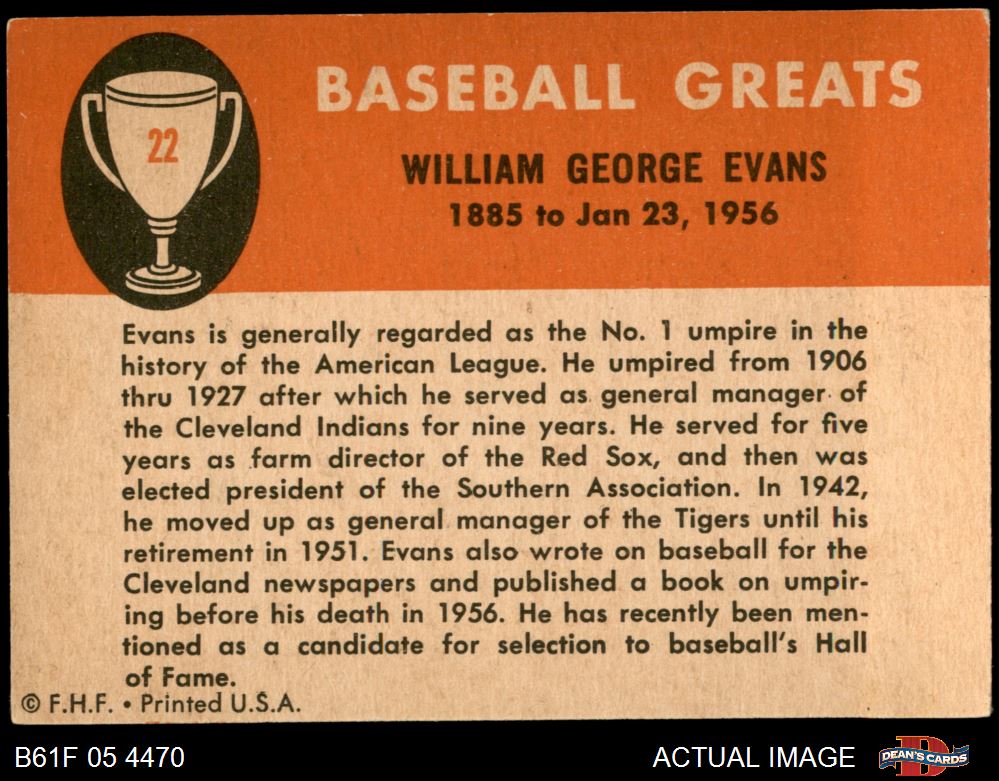 22
BASEBALL GREATS
WILLIAM GEORGE EVANS
1885 to Jan 23, 1956
Evans is generally regarded as the No. 1 umpire in the
history of the American League. He umpired from 1906
thru 1927 after which he served as general manager of
the Cleveland Indians for nine years. He served for five
years as farm director of the Red Sox, and then was
elected president of the Southern Association. In 1942,
he moved up as general manager of the Tigers until his
retirement in 1951. Evans also wrote on baseball for the
Cleveland newspapers and published a book on umpir-
ing before his death in 1956. He has recently been men-
tioned as a candidate for selection to baseball's Hall
of Fame.
© F.H.F. • Printed U.S.A.
B61F 05 4470
ACTUAL IMAGE
D
DEAN'S CARDS